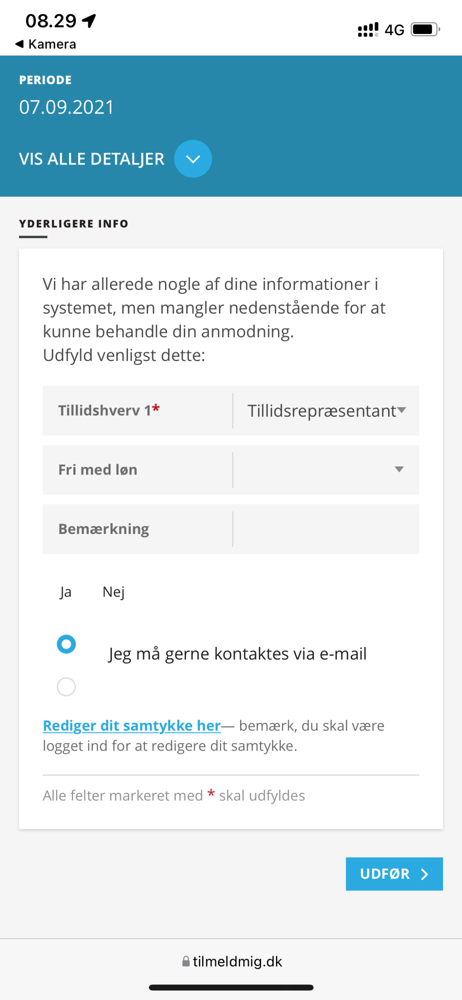 08.29
Kamera
4G
PERIODE
07.09.2021
VIS ALLE DETALJER
YDERLIGERE INFO
Vi har allerede nogle af dine informationer i
systemet, men mangler nedenstående for at
kunne behandle din anmodning.
Udfyld venligst dette:
Tillidshverv 1* Tillidsrepræsentant
Fri med løn
Bemærkning
Ja Nej
Jeg må gerne kontaktes via e-mail
Rediger dit samtykke her— bemærk, du skal være
logget ind for at redigere dit samtykke.
Alle felter markeret med * skal udfyldes
UDFØR
tilmeldmig.dk